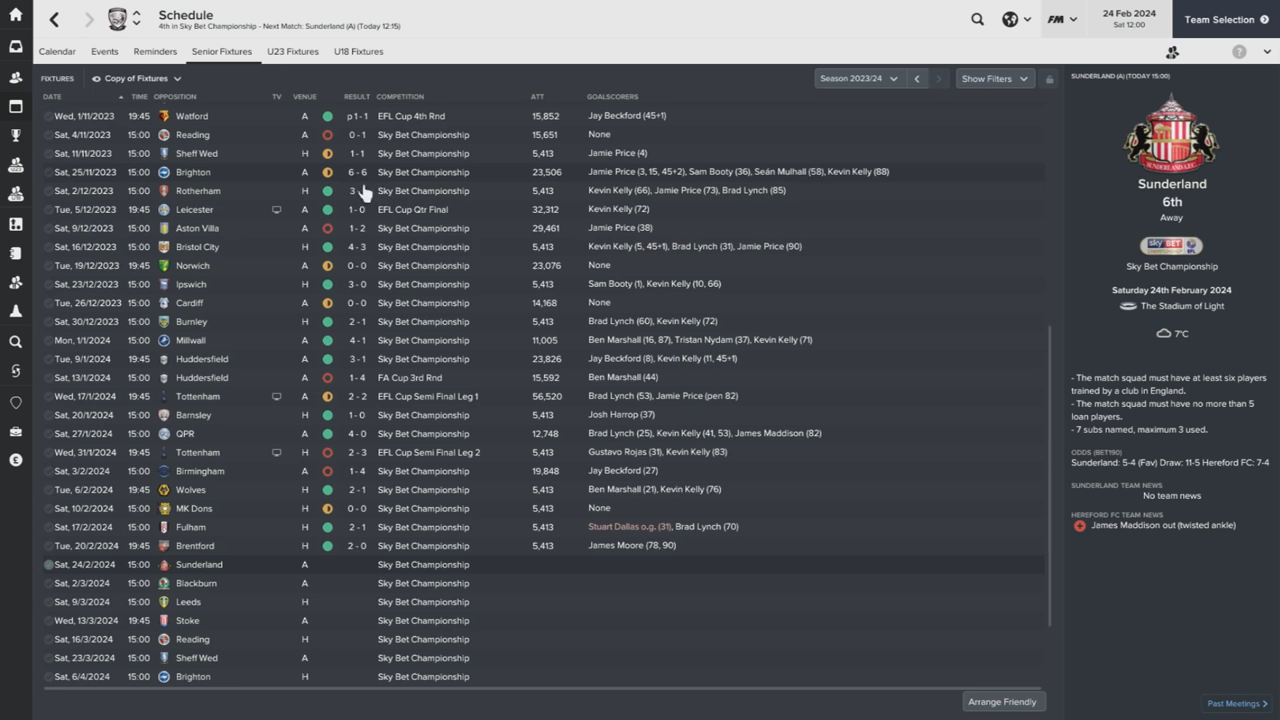 Schedule
4th in Sky Bet Championship - Next Match: Sunderland (A) (Today 12:15)
FM
24 Feb 2024
Sat 12:00
Team Selection
Calendar Events Reminders Senior Fixtures U23 Fixtures U18 Fixtures
FIXTURES Copy of Fixtures Season 2023/24 Show Filters
DATE TIME OPPOSITION TV VENUE RESULT COMPETITION ATT GOALSCORERS
Wed, 1/11/2023 19:45 Watford A p 1 - 1 EFL Cup 4th Rnd 15,852 Jay Beckford (45+1)
Sat, 4/11/2023 15:00 Reading A 0 - 1 Sky Bet Championship 15,651 None
Sat, 11/11/2023 15:00 Sheff Wed H 1 - 1 Sky Bet Championship 5,413 Jamie Price (4)
Sat, 25/11/2023 15:00 Brighton A 6 - 6 Sky Bet Championship 23,506 Jamie Price (3, 15, 45+2), Sam Booty (36), Seán Mulhall (58), Kevin Kelly (88)
Sat, 2/12/2023 15:00 Rotherham H 3 Sky Bet Championship 5,413 Kevin Kelly (66), Jamie Price (73), Brad Lynch (85)
Tue, 5/12/2023 19:45 Leicester A 1 - 0 EFL Cup Qtr Final 32,312 Kevin Kelly (72)
Sat, 9/12/2023 15:00 Aston Villa A 1 - 2 Sky Bet Championship 29,461 Jamie Price (38)
Sat, 16/12/2023 15:00 Bristol City H 4 - 3 Sky Bet Championship 5,413 Kevin Kelly (5, 45+1), Brad Lynch (31), Jamie Price (90)
Tue, 19/12/2023 19:45 Norwich A 0 - 0 Sky Bet Championship 23,076 None
Sat, 23/12/2023 15:00 Ipswich H 3 - 0 Sky Bet Championship 5,413 Sam Booty (1), Kevin Kelly (10, 66)
Tue, 26/12/2023 15:00 Cardiff A 0 - 0 Sky Bet Championship 14,168 None
Sat, 30/12/2023 15:00 Burnley H 2 - 1 Sky Bet Championship 5,413 Brad Lynch (60), Kevin Kelly (72)
Mon, 1/1/2024 15:00 Millwall A 4 - 1 Sky Bet Championship 11,005 Ben Marshall (16, 87), Tristan Nydam (37), Kevin Kelly (71)
Tue, 9/1/2024 19:45 Huddersfield A 3 - 1 Sky Bet Championship 23,826 Jay Beckford (8), Kevin Kelly (11, 45+1)
Sat, 13/1/2024 15:00 Huddersfield A 1 - 4 FA Cup 3rd Rnd 15,592 Ben Marshall (44)
Wed, 17/1/2024 19:45 Tottenham A 2 - 2 EFL Cup Semi Final Leg 1 56,520 Brad Lynch (53), Jamie Price (pen 82)
Sat, 20/1/2024 15:00 Barnsley H 1 - 0 Sky Bet Championship 5,413 Josh Harrop (37)
Sat, 27/1/2024 15:00 QPR A 4 - 0 Sky Bet Championship 12,748 Brad Lynch (25), Kevin Kelly (41, 53), James Maddison (82)
Wed, 31/1/2024 19:45 Tottenham H 2 - 3 EFL Cup Semi Final Leg 2 5,413 Gustavo Rojas (31), Kevin Kelly (83)
Sat, 3/2/2024 15:00 Birmingham A 1 - 4 Sky Bet Championship 19,848 Jay Beckford (27)
Tue, 6/2/2024 19:45 Wolves H 2 - 1 Sky Bet Championship 5,413 Ben Marshall (21), Kevin Kelly (76)
Sat, 10/2/2024 15:00 MK Dons H 0 - 0 Sky Bet Championship 5,413 None
Sat, 17/2/2024 15:00 Fulham H 2 - 1 Sky Bet Championship 5,413 Stuart Dallas o.g. (31), Brad Lynch (70)
Tue, 20/2/2024 19:45 Brentford H 2 - 0 Sky Bet Championship 5,413 James Moore (78, 90)
Sat, 24/2/2024 15:00 Sunderland A Sky Bet Championship
Sat, 2/3/2024 15:00 Blackburn A Sky Bet Championship
Sat, 9/3/2024 15:00 Leeds H Sky Bet Championship
Wed, 13/3/2024 19:45 Stoke A Sky Bet Championship
Sat, 16/3/2024 15:00 Reading H Sky Bet Championship
Sat, 23/3/2024 15:00 Sheff Wed A Sky Bet Championship
Sat, 6/4/2024 15:00 Brighton H Sky Bet Championship
Arrange Friendly
SUNDERLAND (A) (TODAY 15:00)
Sunderland
6th
Away
sky BET EFL
Sky Bet Championship
Saturday 24th February 2024
The Stadium of Light
7°C
- The match squad must have at least six players
trained by a club in England.
- The match squad must have no more than 5
loan players.
- 7 subs named, maximum 3 used.
ODDS (BET190)
Sunderland: 5-4 (Fav) Draw: 11-5 Hereford FC: 7-4
SUNDERLAND TEAM NEWS
No team news
HEREFORD FC TEAM NEWS
James Maddison out (twisted ankle)
Past Meetings